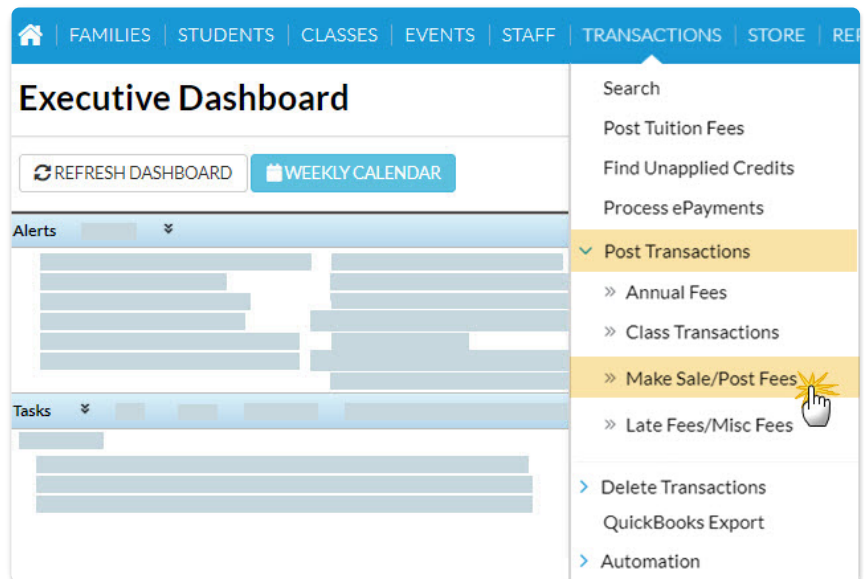 FAMILIES | STUDENTS | CLASSES | EVENTS | STAFF | TRANSACTIONS | STORE |
Executive Dashboard
REFRESH DASHBOARD
WEEKLY CALENDAR
Alerts
Tasks
Search
Post Tuition Fees
Find Unapplied Credits
Process ePayments
Post Transactions
» Annual Fees
» Class Transactions
» Make Sale/Post Fees
» Late Fees/Misc Fees
Delete Transactions
QuickBooks Export
Automation